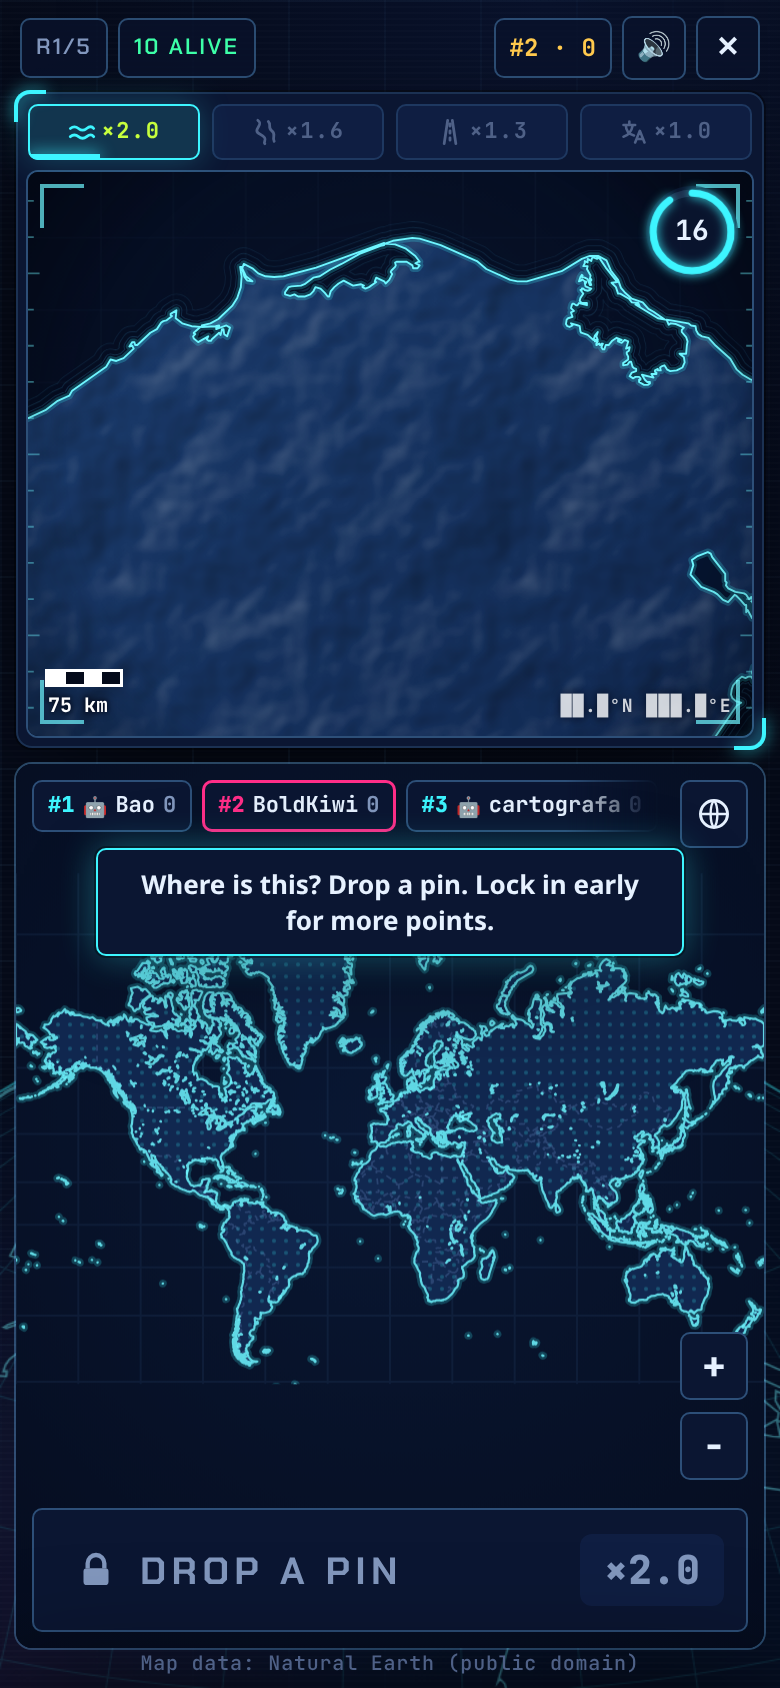 R1/5
10 ALIVE
#2 · 0
×2.0
×1.6
×1.3
×1.0
16
75 km
██.█°N ███.█°E
#1 🤖 Bao 0
#2 BoldKiwi 0
#3 🤖 cartografa 0
Where is this? Drop a pin. Lock in early
for more points.
+
-
DROP A PIN
×2.0
Map data: Natural Earth (public domain)